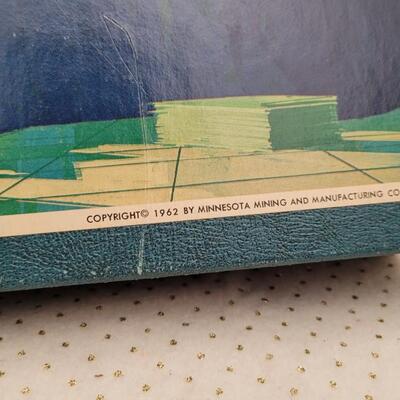 COPYRIGHT© 1962 BY MINNESOTA MINING AND MANUFACTURING CO